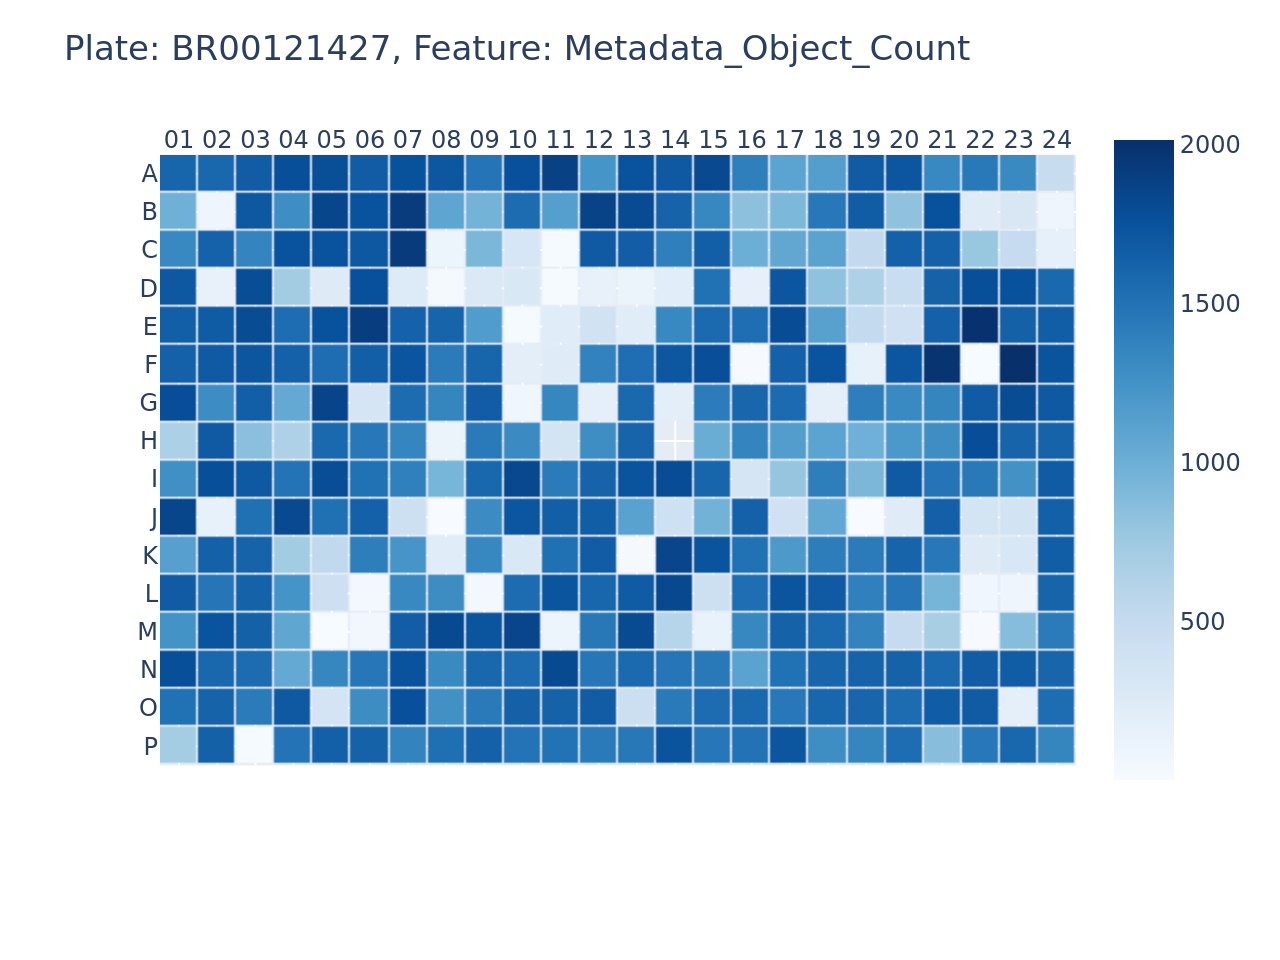 Plate: BR00121427, Feature: Metadata_Object_Count
01 02 03 04 05 06 07 08 09 10 11 12 13 14 15 16 17 18 19 20 21 22 23 24
A
B
C
D
E
F
G
H
I
J
K
L
M
N
O
P
2000
1500
1000
500